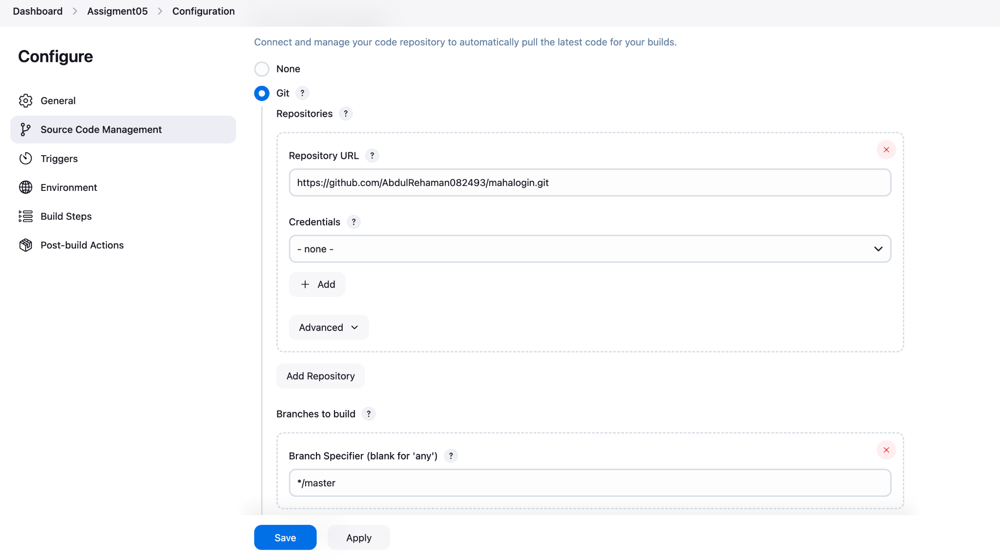 Dashboard > Assigment05 > Configuration
Configure
General
Source Code Management
Triggers
Environment
Build Steps
Post-build Actions
Connect and manage your code repository to automatically pull the latest code for your builds.
None
Git ?
Repositories ?
Repository URL ?
https://github.com/AbdulRehaman082493/mahalogin.git
Credentials ?
- none -
+ Add
Advanced
Add Repository
Branches to build ?
Branch Specifier (blank for 'any') ?
*/master
Save
Apply